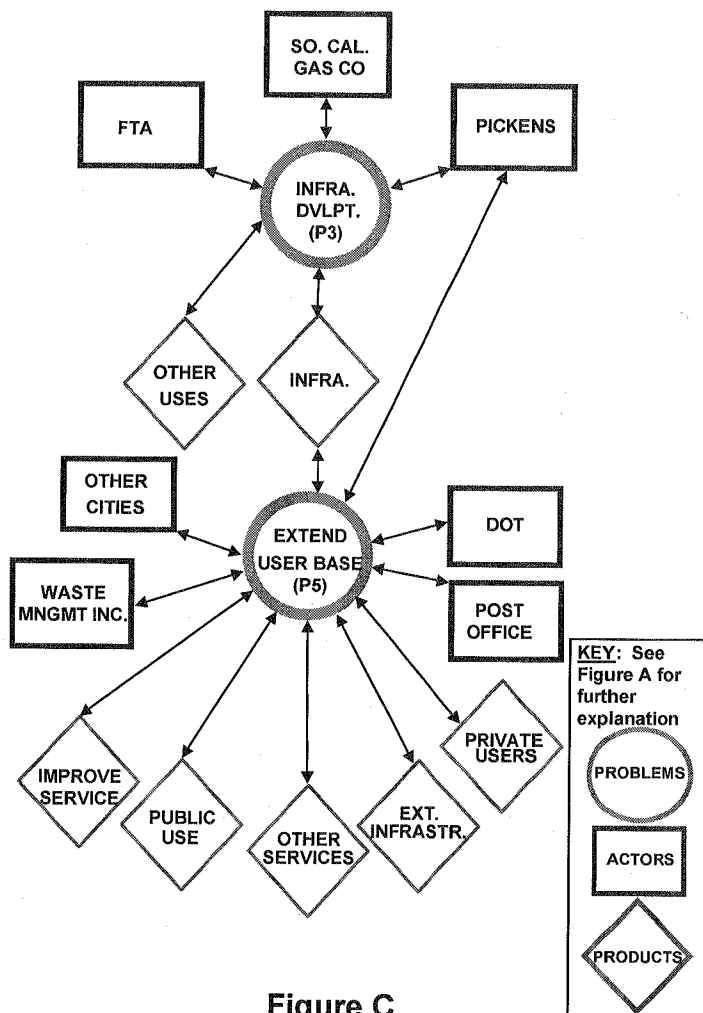 SO. CAL.
GAS CO
FTA
PICKENS
INFRA.
DVLPT.
(P3)
OTHER
USES
INFRA.
OTHER
CITIES
EXTEND
USER BASE
(P5)
DOT
WASTE
MNGMT INC.
POST
OFFICE
IMPROVE
SERVICE
PUBLIC
USE
OTHER
SERVICES
EXT.
INFRASTR.
PRIVATE
USERS
KEY: See
Figure A for
further
explanation
PROBLEMS
ACTORS
PRODUCTS
Figure C